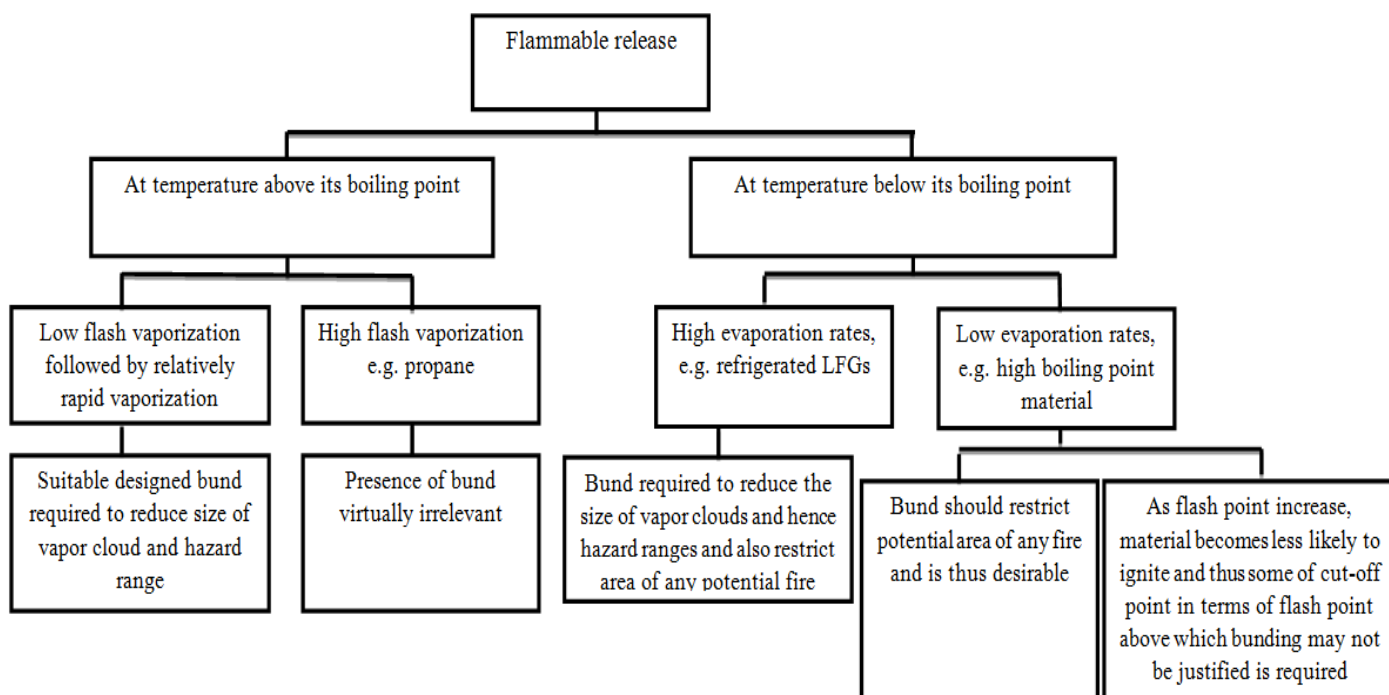 Flammable release
At temperature above its boiling point
At temperature below its boiling point
Low flash vaporization
followed by relatively
rapid vaporization
High flash vaporization
e.g. propane
High evaporation rates,
e.g. refrigerated LFGs
Low evaporation rates,
e.g. high boiling point
material
Suitable designed bund
required to reduce size of
vapor cloud and hazard
range
Presence of bund
virtually irrelevant
Bund required to reduce the
size of vapor clouds and hence
hazard ranges and also restrict
area of any potential fire
Bund should restrict
potential area of any fire
and is thus desirable
As flash point increase,
material becomes less likely to
ignite and thus some of cut-off
point in terms of flash point
above which bunding may not
be justified is required